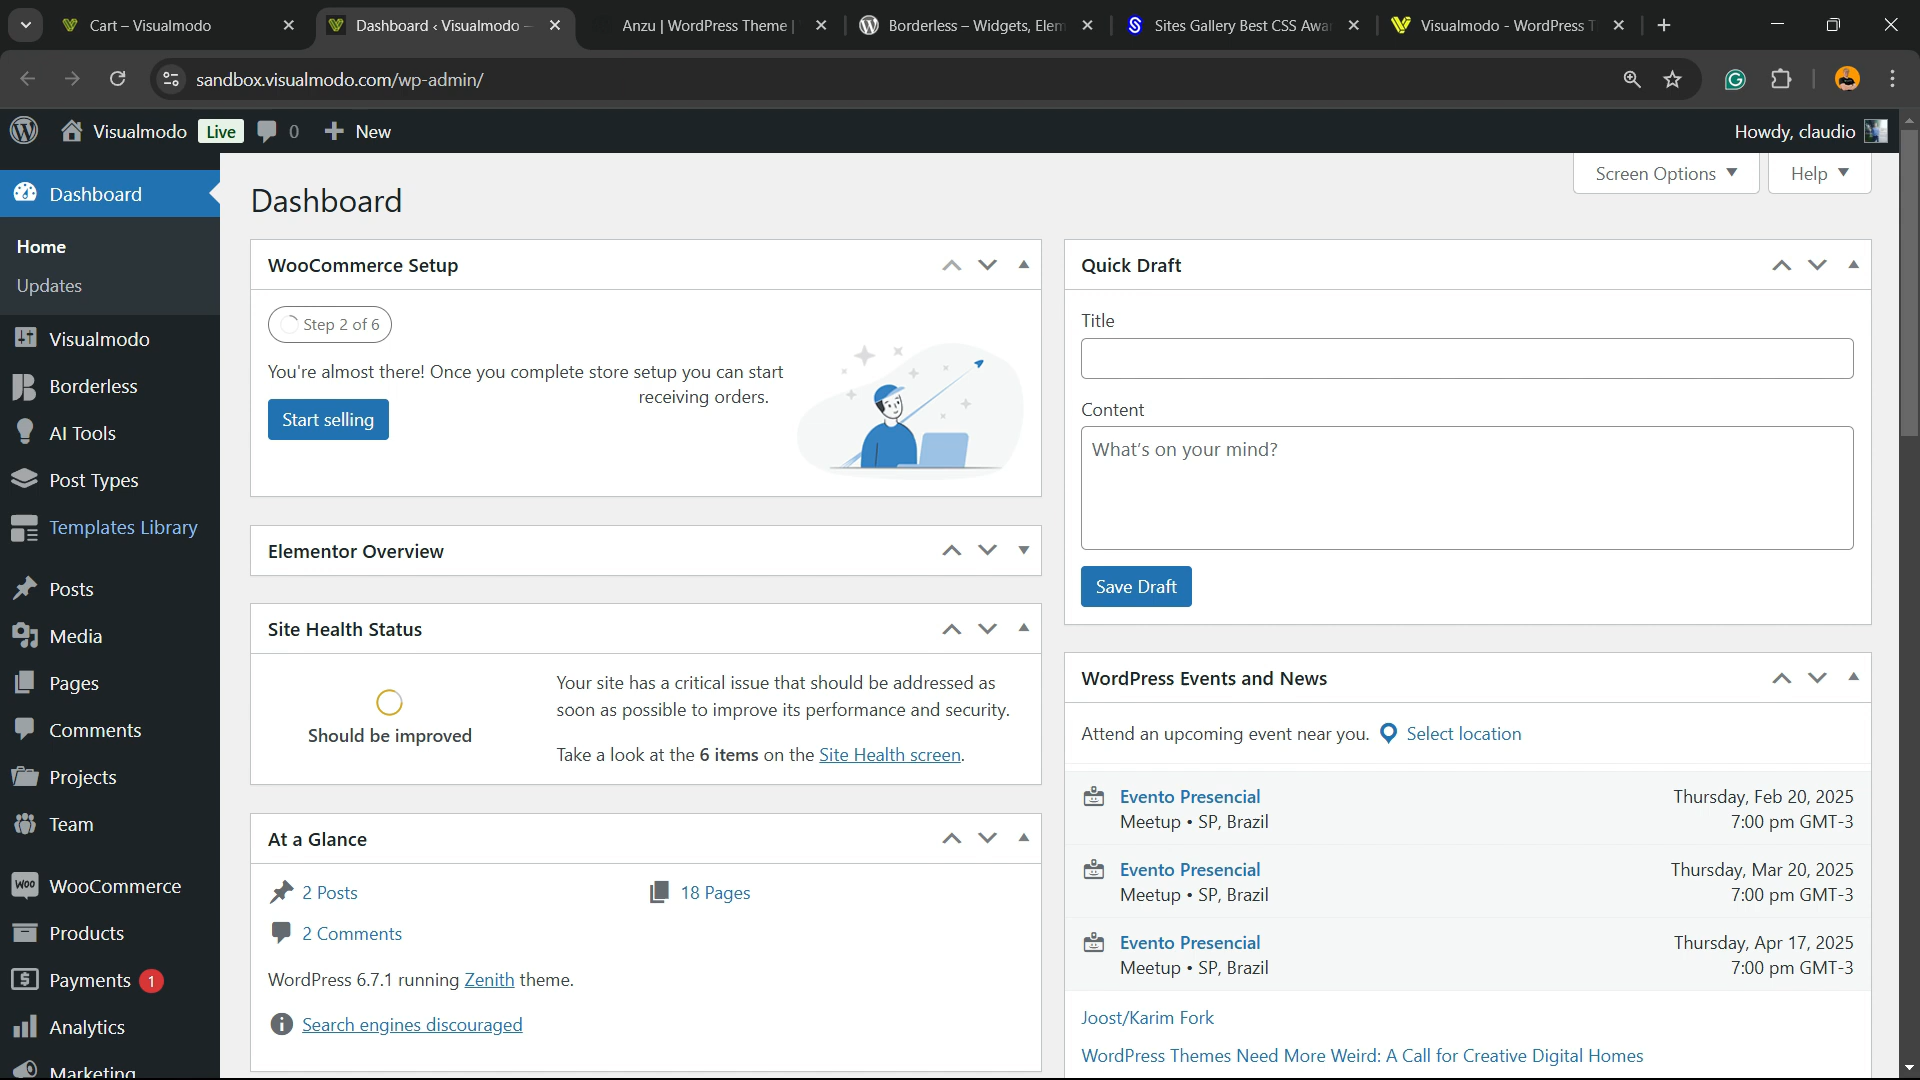 Cart – Visualmodo
Dashboard ‹ Visualmodo –
Anzu | WordPress Theme |
Borderless – Widgets, Elem
Sites Gallery Best CSS Awa
Visualmodo - WordPress T
sandbox.visualmodo.com/wp-admin/
Visualmodo
Live
0
New
Howdy, claudio
Dashboard
Home
Updates
Visualmodo
Borderless
AI Tools
Post Types
Templates Library
Posts
Media
Pages
Comments
Projects
Team
WooCommerce
Products
Payments 1
Analytics
Marketing
Dashboard
Screen Options
Help
WooCommerce Setup
Step 2 of 6
You're almost there! Once you complete store setup you can start
receiving orders.
Start selling
Elementor Overview
Site Health Status
Should be improved
Your site has a critical issue that should be addressed as
soon as possible to improve its performance and security.
Take a look at the 6 items on the Site Health screen.
At a Glance
2 Posts
18 Pages
2 Comments
WordPress 6.7.1 running Zenith theme.
Search engines discouraged
Quick Draft
Title
Content
What's on your mind?
Save Draft
WordPress Events and News
Attend an upcoming event near you. Select location
Evento Presencial
Meetup • SP, Brazil
Thursday, Feb 20, 2025
7:00 pm GMT-3
Evento Presencial
Meetup • SP, Brazil
Thursday, Mar 20, 2025
7:00 pm GMT-3
Evento Presencial
Meetup • SP, Brazil
Thursday, Apr 17, 2025
7:00 pm GMT-3
Joost/Karim Fork
WordPress Themes Need More Weird: A Call for Creative Digital Homes